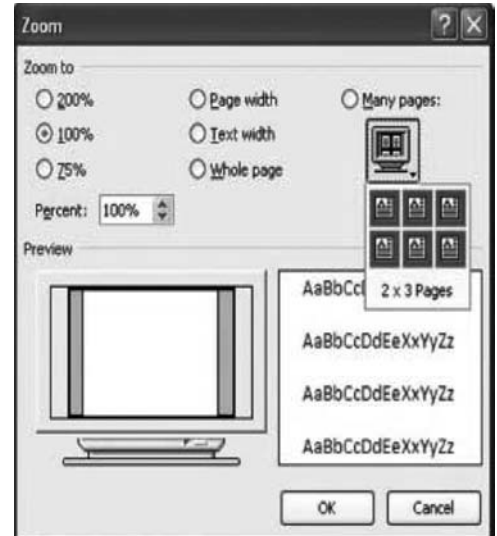 Zoom
Zoom to
200% Page width Many pages:
100% Text width
75% Whole page
Percent: 100%
Preview
2 x 3 Pages
AaBbCc
AaBbCcDdEeXxYyZz
AaBbCcDdEeXxYyZz
AaBbCcDdEeXxYyZz
OK Cancel